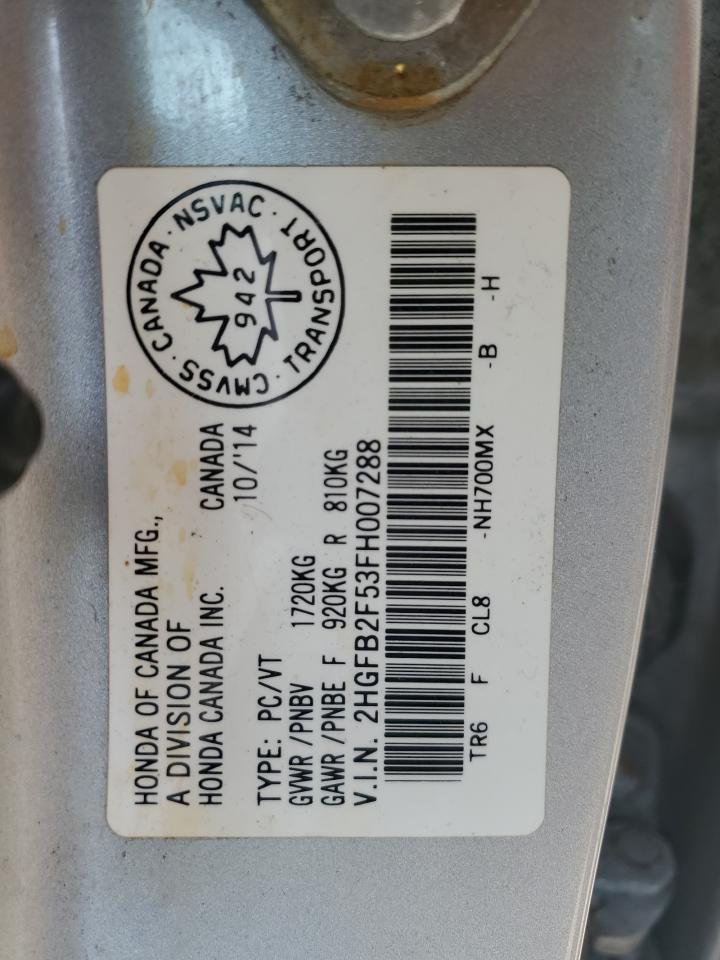 HONDA OF CANADA MFG.,
A DIVISION OF
HONDA CANADA INC. CANADA
10/'14
CANADA · NSVAC · TRANSPORT · CMVSS ·
942
TYPE: PC/VT
GVWR /PNBV 1720KG
GAWR /PNBE F 920KG R 810KG
V.I.N. 2HGFB2F53FH007288
TR6 F CL8 -NH700MX -B -H